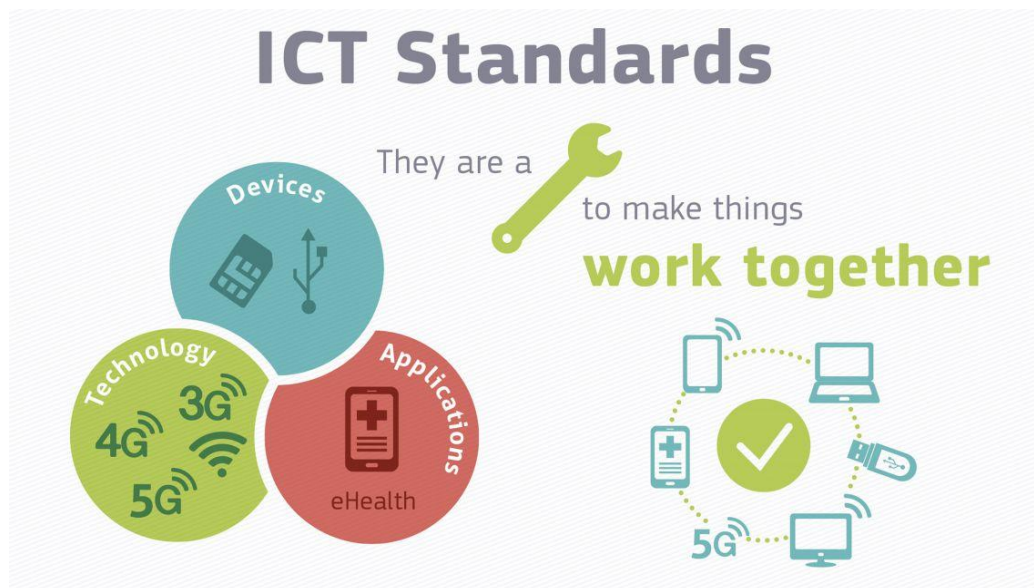 ICT Standards
They are a
to make things
work together
Devices
Technology
3G
4G
5G
Applications
eHealth
5G